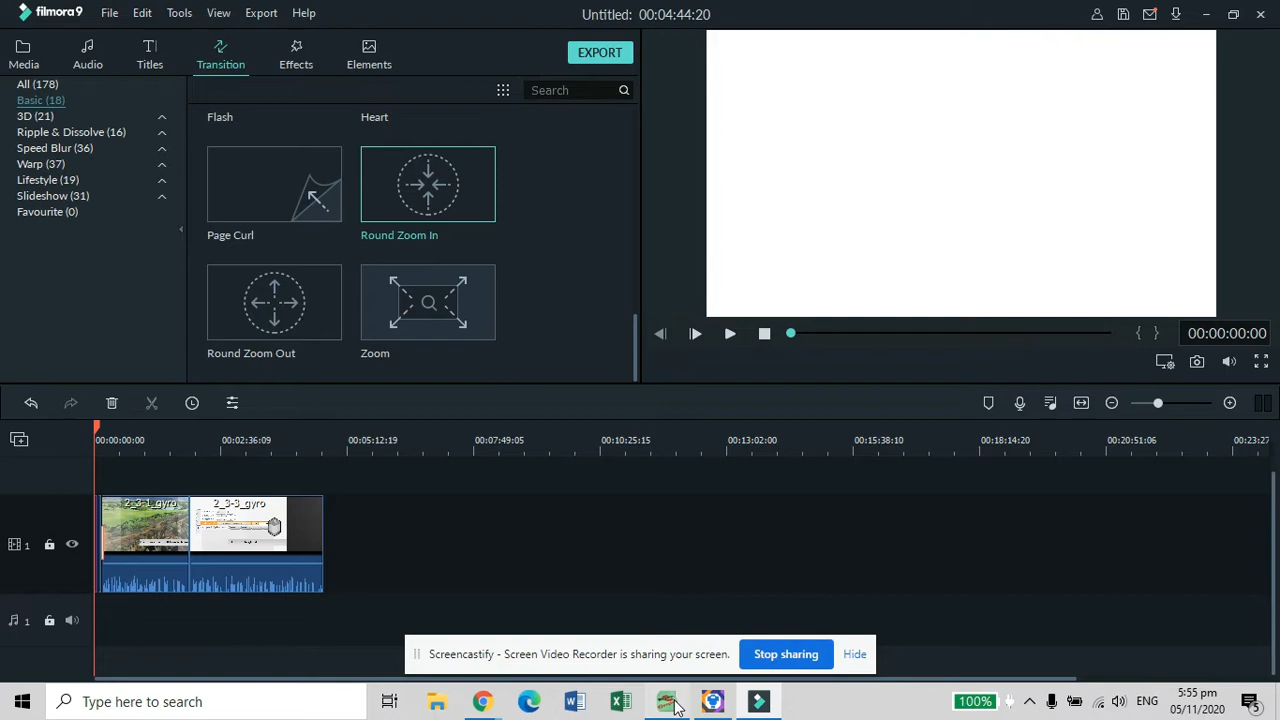 filmora9 File Edit Tools View Export Help Untitled: 00:04:44:20
Media Audio Titles Transition Effects Elements EXPORT
All (178)
Basic (18)
3D (21)
Ripple & Dissolve (16)
Speed Blur (36)
Warp (37)
Lifestyle (19)
Slideshow (31)
Favourite (0)
Search
Flash Heart
Page Curl Round Zoom In
Round Zoom Out Zoom
{ } 00:00:00:00
00:00:00:00 00:02:36:09 00:05:12:19 00:07:49:05 00:10:25:15 00:13:02:00 00:15:38:10 00:18:14:20 00:20:51:06 00:23:27
2_3-1_gyro 2_3-3_gyro
1
1
Screencastify - Screen Video Recorder is sharing your screen. Stop sharing Hide
Type here to search
100% ENG 5:55 pm
05/11/2020 5